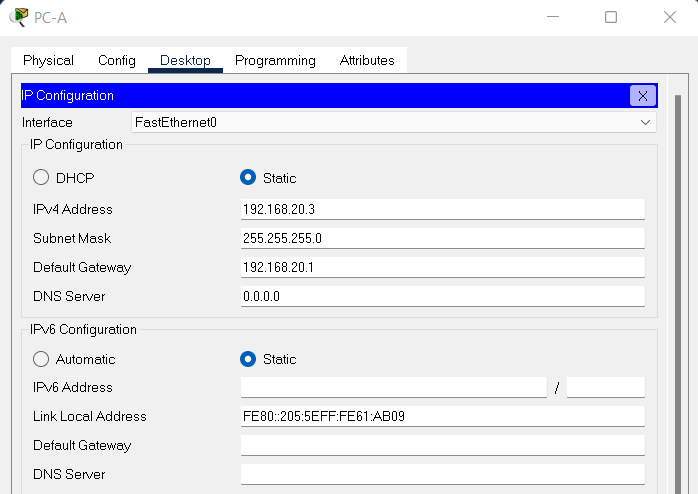 PC-A
Physical Config Desktop Programming Attributes
IP Configuration X
Interface FastEthernet0
IP Configuration
DHCP Static
IPv4 Address 192.168.20.3
Subnet Mask 255.255.255.0
Default Gateway 192.168.20.1
DNS Server 0.0.0.0
IPv6 Configuration
Automatic Static
IPv6 Address /
Link Local Address FE80::205:5EFF:FE61:AB09
Default Gateway
DNS Server